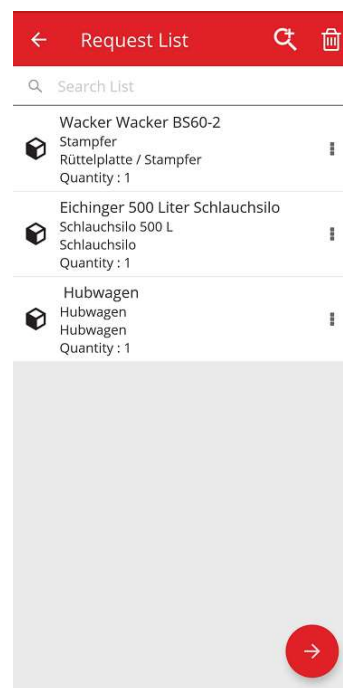 Request List
Search List
Wacker Wacker BS60-2
Stampfer
Rüttelplatte / Stampfer
Quantity : 1
Eichinger 500 Liter Schlauchsilo
Schlauchsilo 500 L
Schlauchsilo
Quantity : 1
Hubwagen
Hubwagen
Hubwagen
Quantity : 1